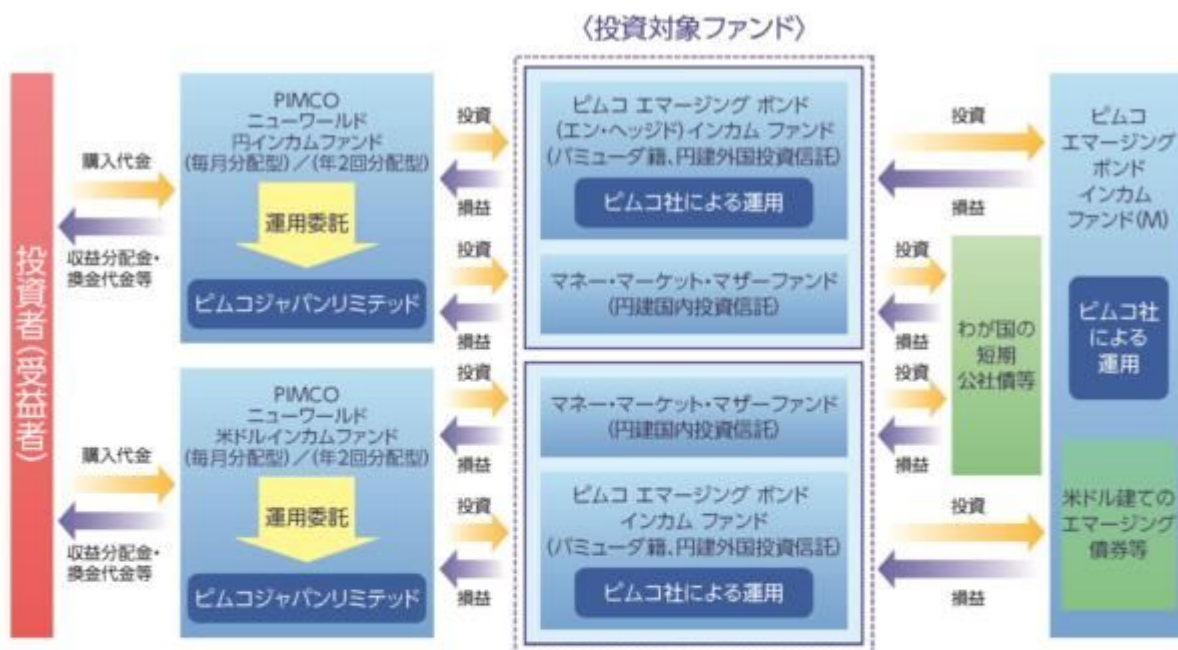 〈投資対象ファンド〉
投資者(受益者)
購入代金
収益分配金・
換金代金等
PIMCO
ニューワールド
円インカムファンド
(毎月分配型)／(年2回分配型)
運用委託
ピムコジャパンリミテッド
投資
損益
投資
損益
ピムコ エマージング ボンド
(エン・ヘッジド)インカム ファンド
(バミューダ籍、円建外国投資信託)
ピムコ社による運用
マネー・マーケット・マザーファンド
(円建国内投資信託)
投資
損益
投資
損益
購入代金
収益分配金・
換金代金等
PIMCO
ニューワールド
米ドルインカムファンド
(毎月分配型)／(年2回分配型)
運用委託
ピムコジャパンリミテッド
投資
損益
投資
損益
マネー・マーケット・マザーファンド
(円建国内投資信託)
ピムコ エマージング ボンド
インカム ファンド
(バミューダ籍、円建外国投資信託)
ピムコ社による運用
投資
損益
投資
損益
わが国の
短期
公社債等
ピムコ
エマージング
ボンド
インカム
ファンド(M)
ピムコ社
による
運用
米ドル建ての
エマージング
債券等